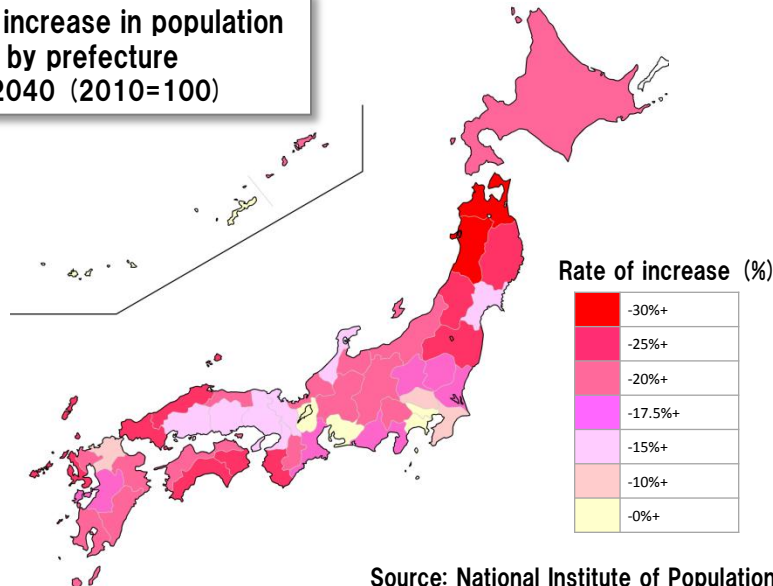 increase in population
by prefecture
2040 (2010=100)
Rate of increase (%)
-30%+
-25%+
-20%+
-17.5%+
-15%+
-10%+
-0%+
Source: National Institute of Population